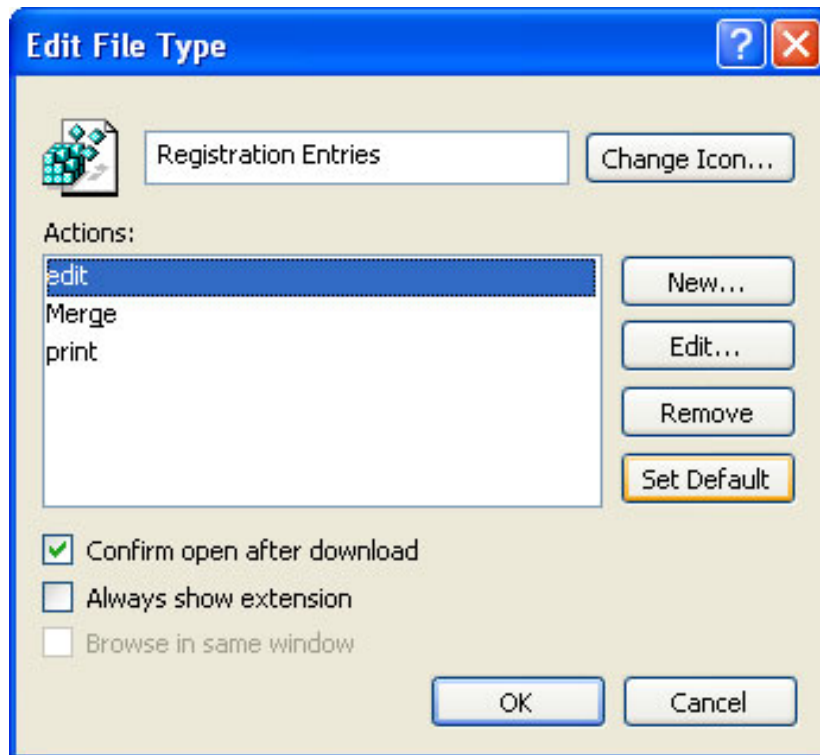 Edit File Type
Registration Entries
Change Icon...
Actions:
edit
Merge
print
New...
Edit...
Remove
Set Default
Confirm open after download
Always show extension
Browse in same window
OK
Cancel